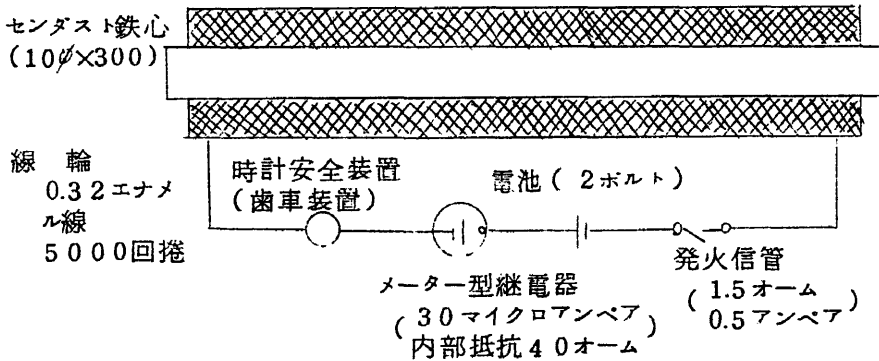 センダスト鉄心
(10φ×300)
線 輪
0.32エナメ
ル線
5000回捲
時計安全装置
(歯車装置)
電池(2ボルト)
メーター型継電器
(30マイクロアンペア)
内部抵抗40オーム
発火信管
(1.5オーム)
0.5アンペア